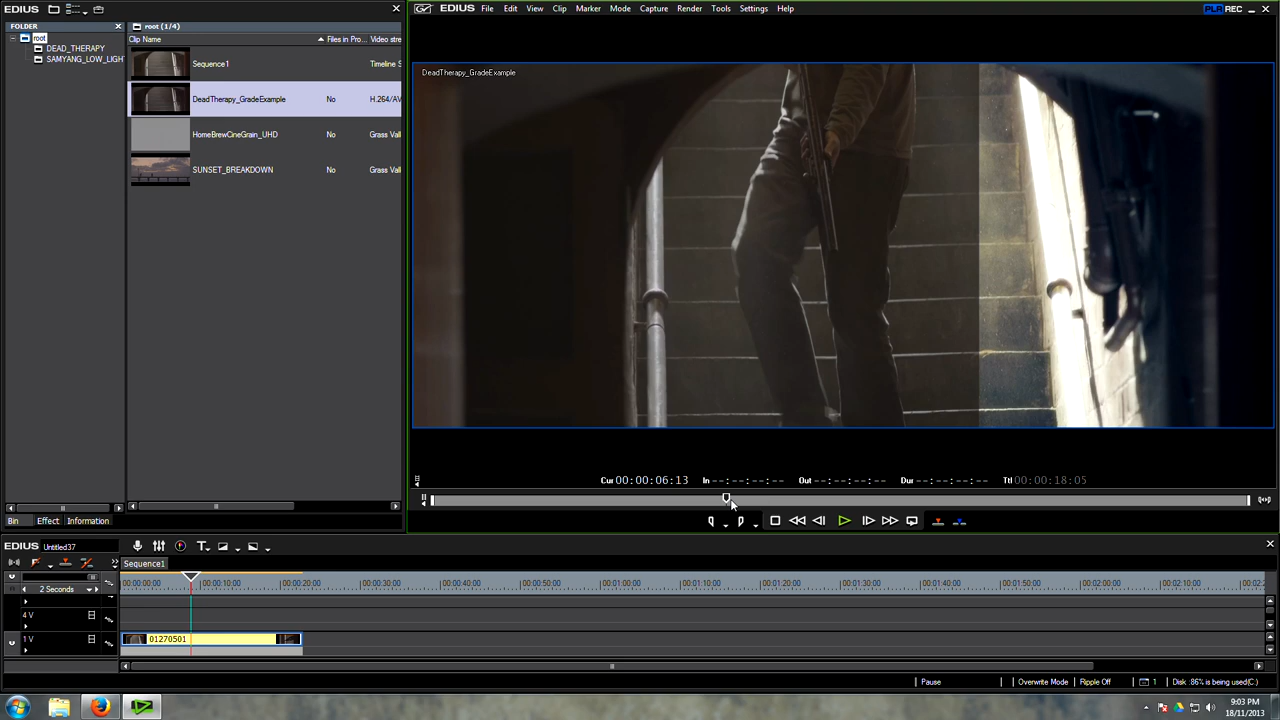 EDIUS
FOLDER
root
DEAD_THERAPY
SAMYANG_LOW_LIGHT
root (1/4)
Clip Name Files in Pro... Video stre
Sequence1 Timeline S
DeadTherapy_GradeExample No H.264/AV
HomeBrewCineGrain_UHD No Grass Val
SUNSET_BREAKDOWN No Grass Val
Bin Effect Information
EDIUS File Edit View Clip Marker Mode Capture Render Tools Settings Help PLR REC
DeadTherapy_GradeExample
Cur 00:00:06:13 In --:--:--:-- Out --:--:--:-- Dur --:--:--:-- Ttl 00:00:18:05
EDIUS Untitled37
Sequence1
2 Seconds
00:00:00:00 00:00:10:00 00:00:20:00 00:00:30:00 00:00:40:00 00:00:50:00 00:01:00:00 00:01:10:00 00:01:20:00 00:01:30:00 00:01:40:00 00:01:50:00 00:02:00:00 00:02:10:00 00:02:2
4 V
1 V 01270501
Pause Overwrite Mode Ripple Off 1 Disk :86% is being used(C:)
9:03 PM
18/11/2013